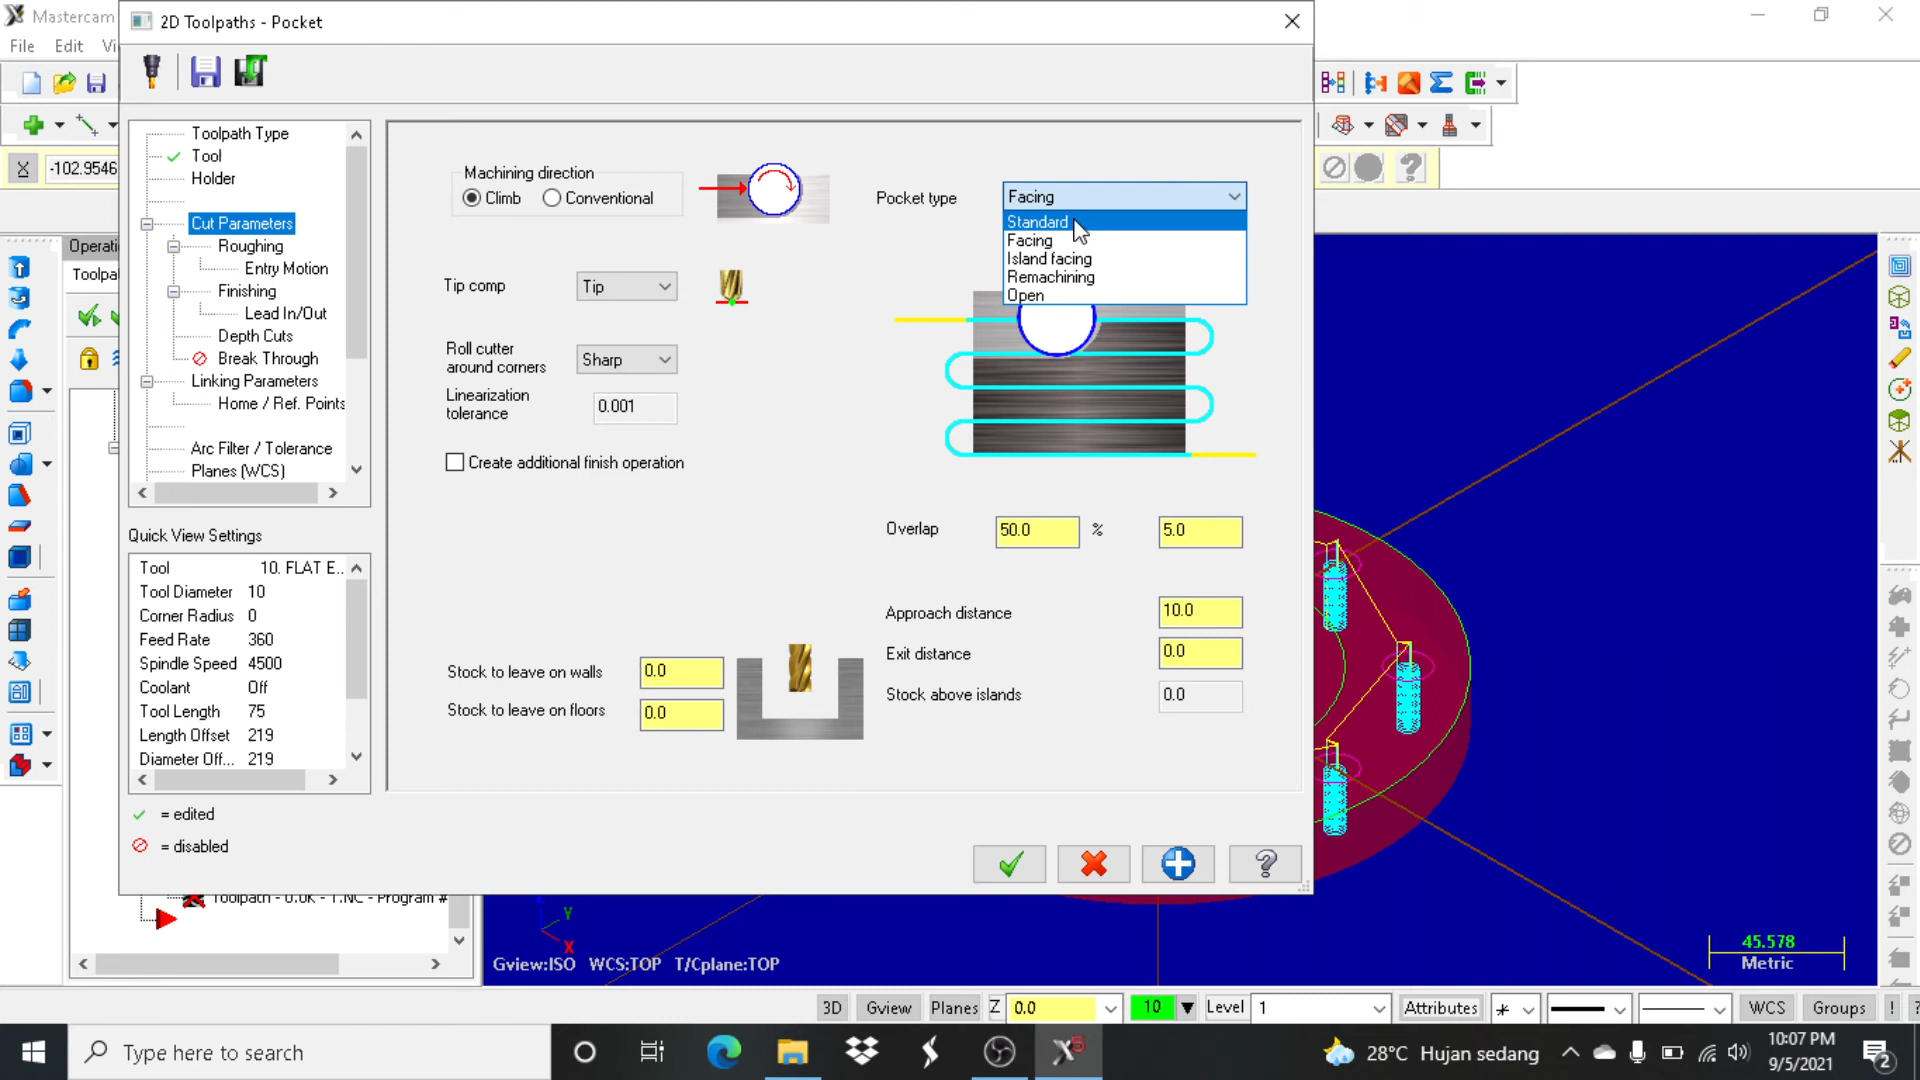 Mastercam
2D Toolpaths - Pocket
File Edit Vi
-102.9546
Operati
Toolpat
Toolpath Type
Tool
Holder
Cut Parameters
Roughing
Entry Motion
Finishing
Lead In/Out
Depth Cuts
Break Through
Linking Parameters
Home / Ref. Points
Arc Filter / Tolerance
Planes (WCS)
Quick View Settings
Tool 10. FLAT E..
Tool Diameter 10
Corner Radius 0
Feed Rate 360
Spindle Speed 4500
Coolant Off
Tool Length 75
Length Offset 219
Diameter Off... 219
= edited
= disabled
Machining direction
Climb Conventional
Tip comp Tip
Roll cutter
around corners Sharp
Linearization
tolerance 0.001
Create additional finish operation
Stock to leave on walls 0.0
Stock to leave on floors 0.0
Pocket type Facing
Standard
Facing
Island facing
Remachining
Open
Overlap 50.0 % 5.0
Approach distance 10.0
Exit distance 0.0
Stock above islands 0.0
Toolpath - 0.0K - T.NC - Program #
Y
X
Gview:ISO WCS:TOP T/Cplane:TOP
45.578
Metric
3D Gview Planes Z 0.0 10 Level 1 Attributes WCS Groups ! ?
Type here to search
28°C Hujan sedang
10:07 PM
9/5/2021
2